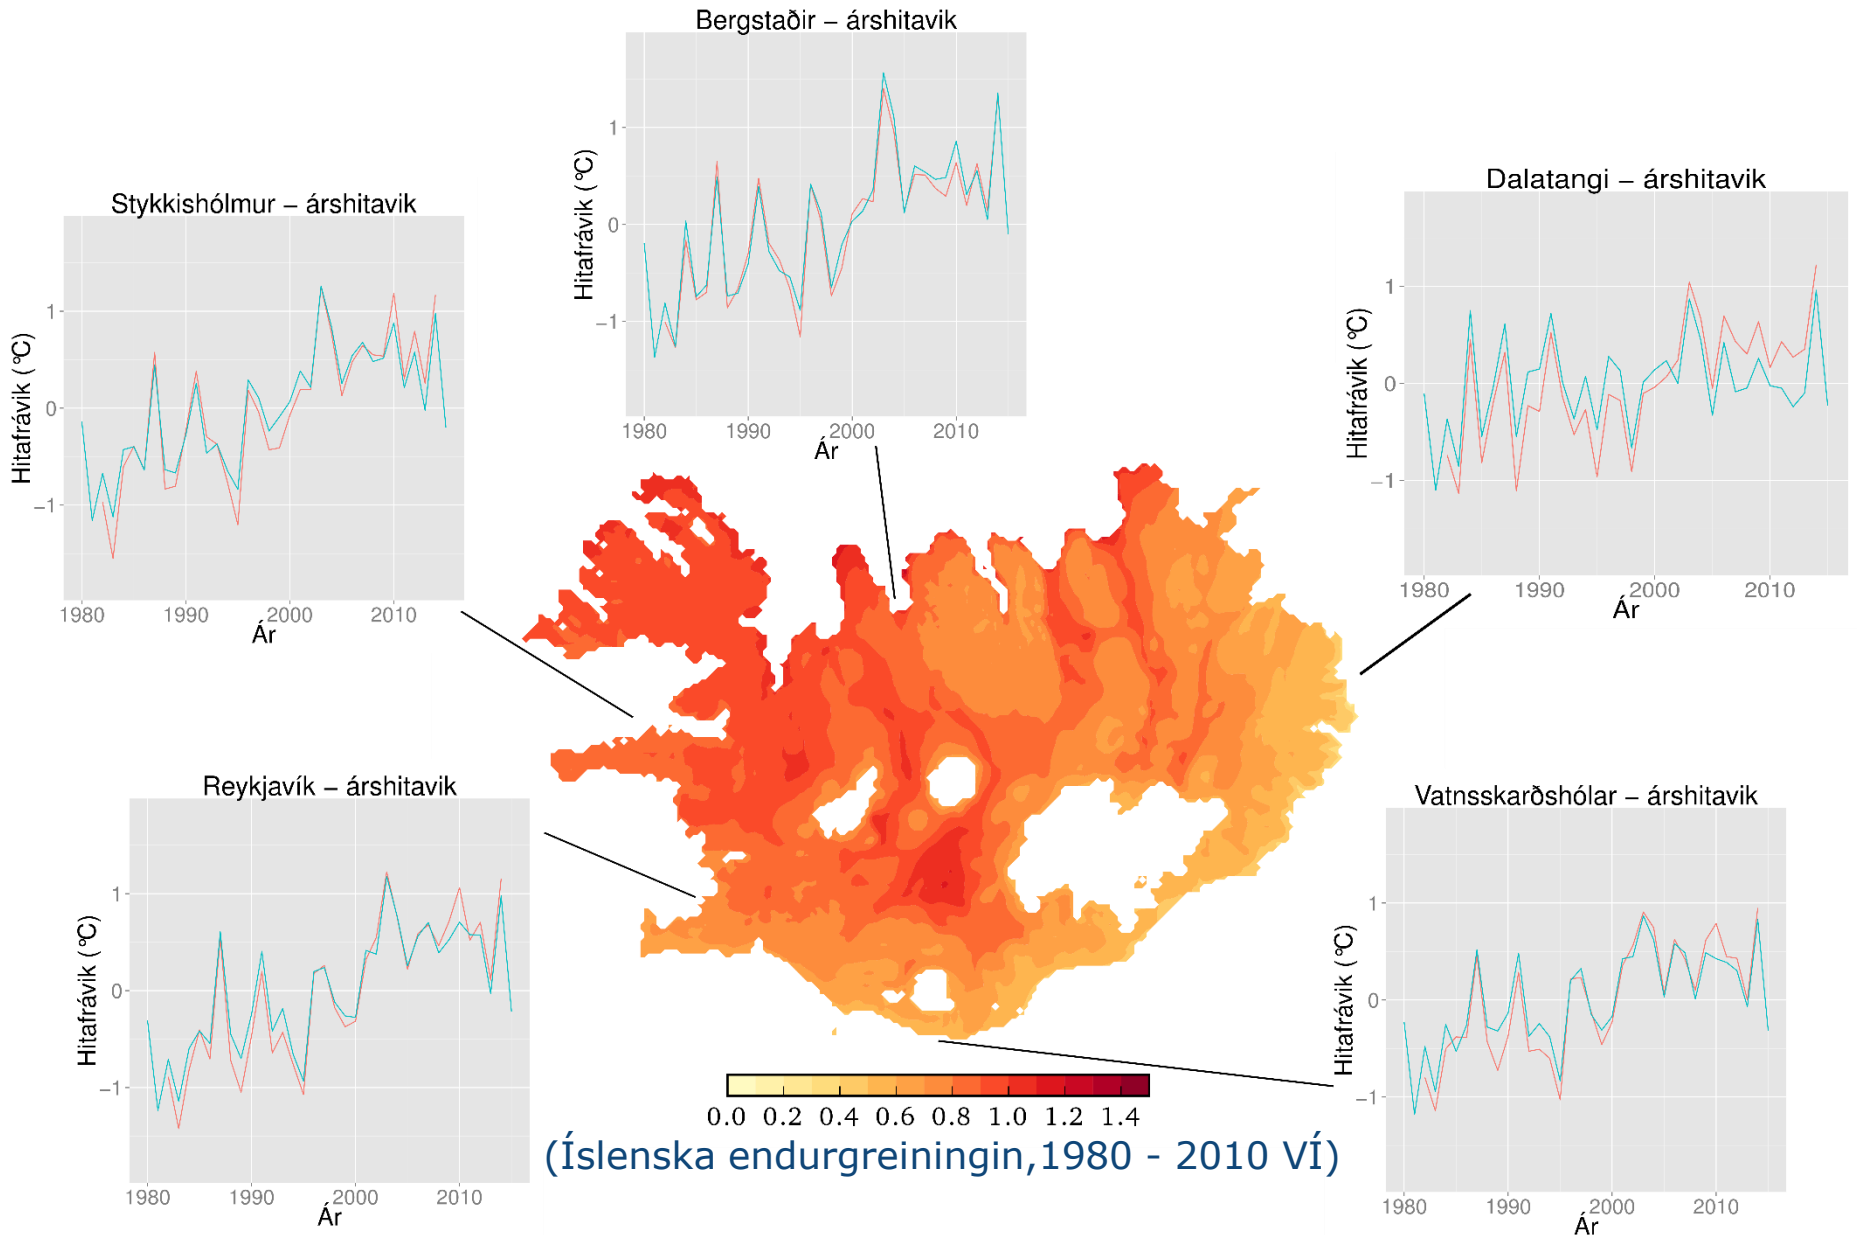 Bergstaðir – árshitavik
Hitafrávik (°C)
1
0
−1
1980 1990 2000 2010
Ár
Stykkishólmur – árshitavik
Hitafrávik (°C)
1
0
−1
1980 1990 2000 2010
Ár
Dalatangi – árshitavik
Hitafrávik (°C)
1
0
−1
1980 1990 2000 2010
Ár
Reykjavík – árshitavik
Hitafrávik (°C)
1
0
−1
1980 1990 2000 2010
Ár
Vatnsskarðshólar – árshitavik
Hitafrávik (°C)
1
0
−1
1980 1990 2000 2010
Ár
0.0 0.2 0.4 0.6 0.8 1.0 1.2 1.4
(Íslenska endurgreiningin,1980 - 2010 VÍ)